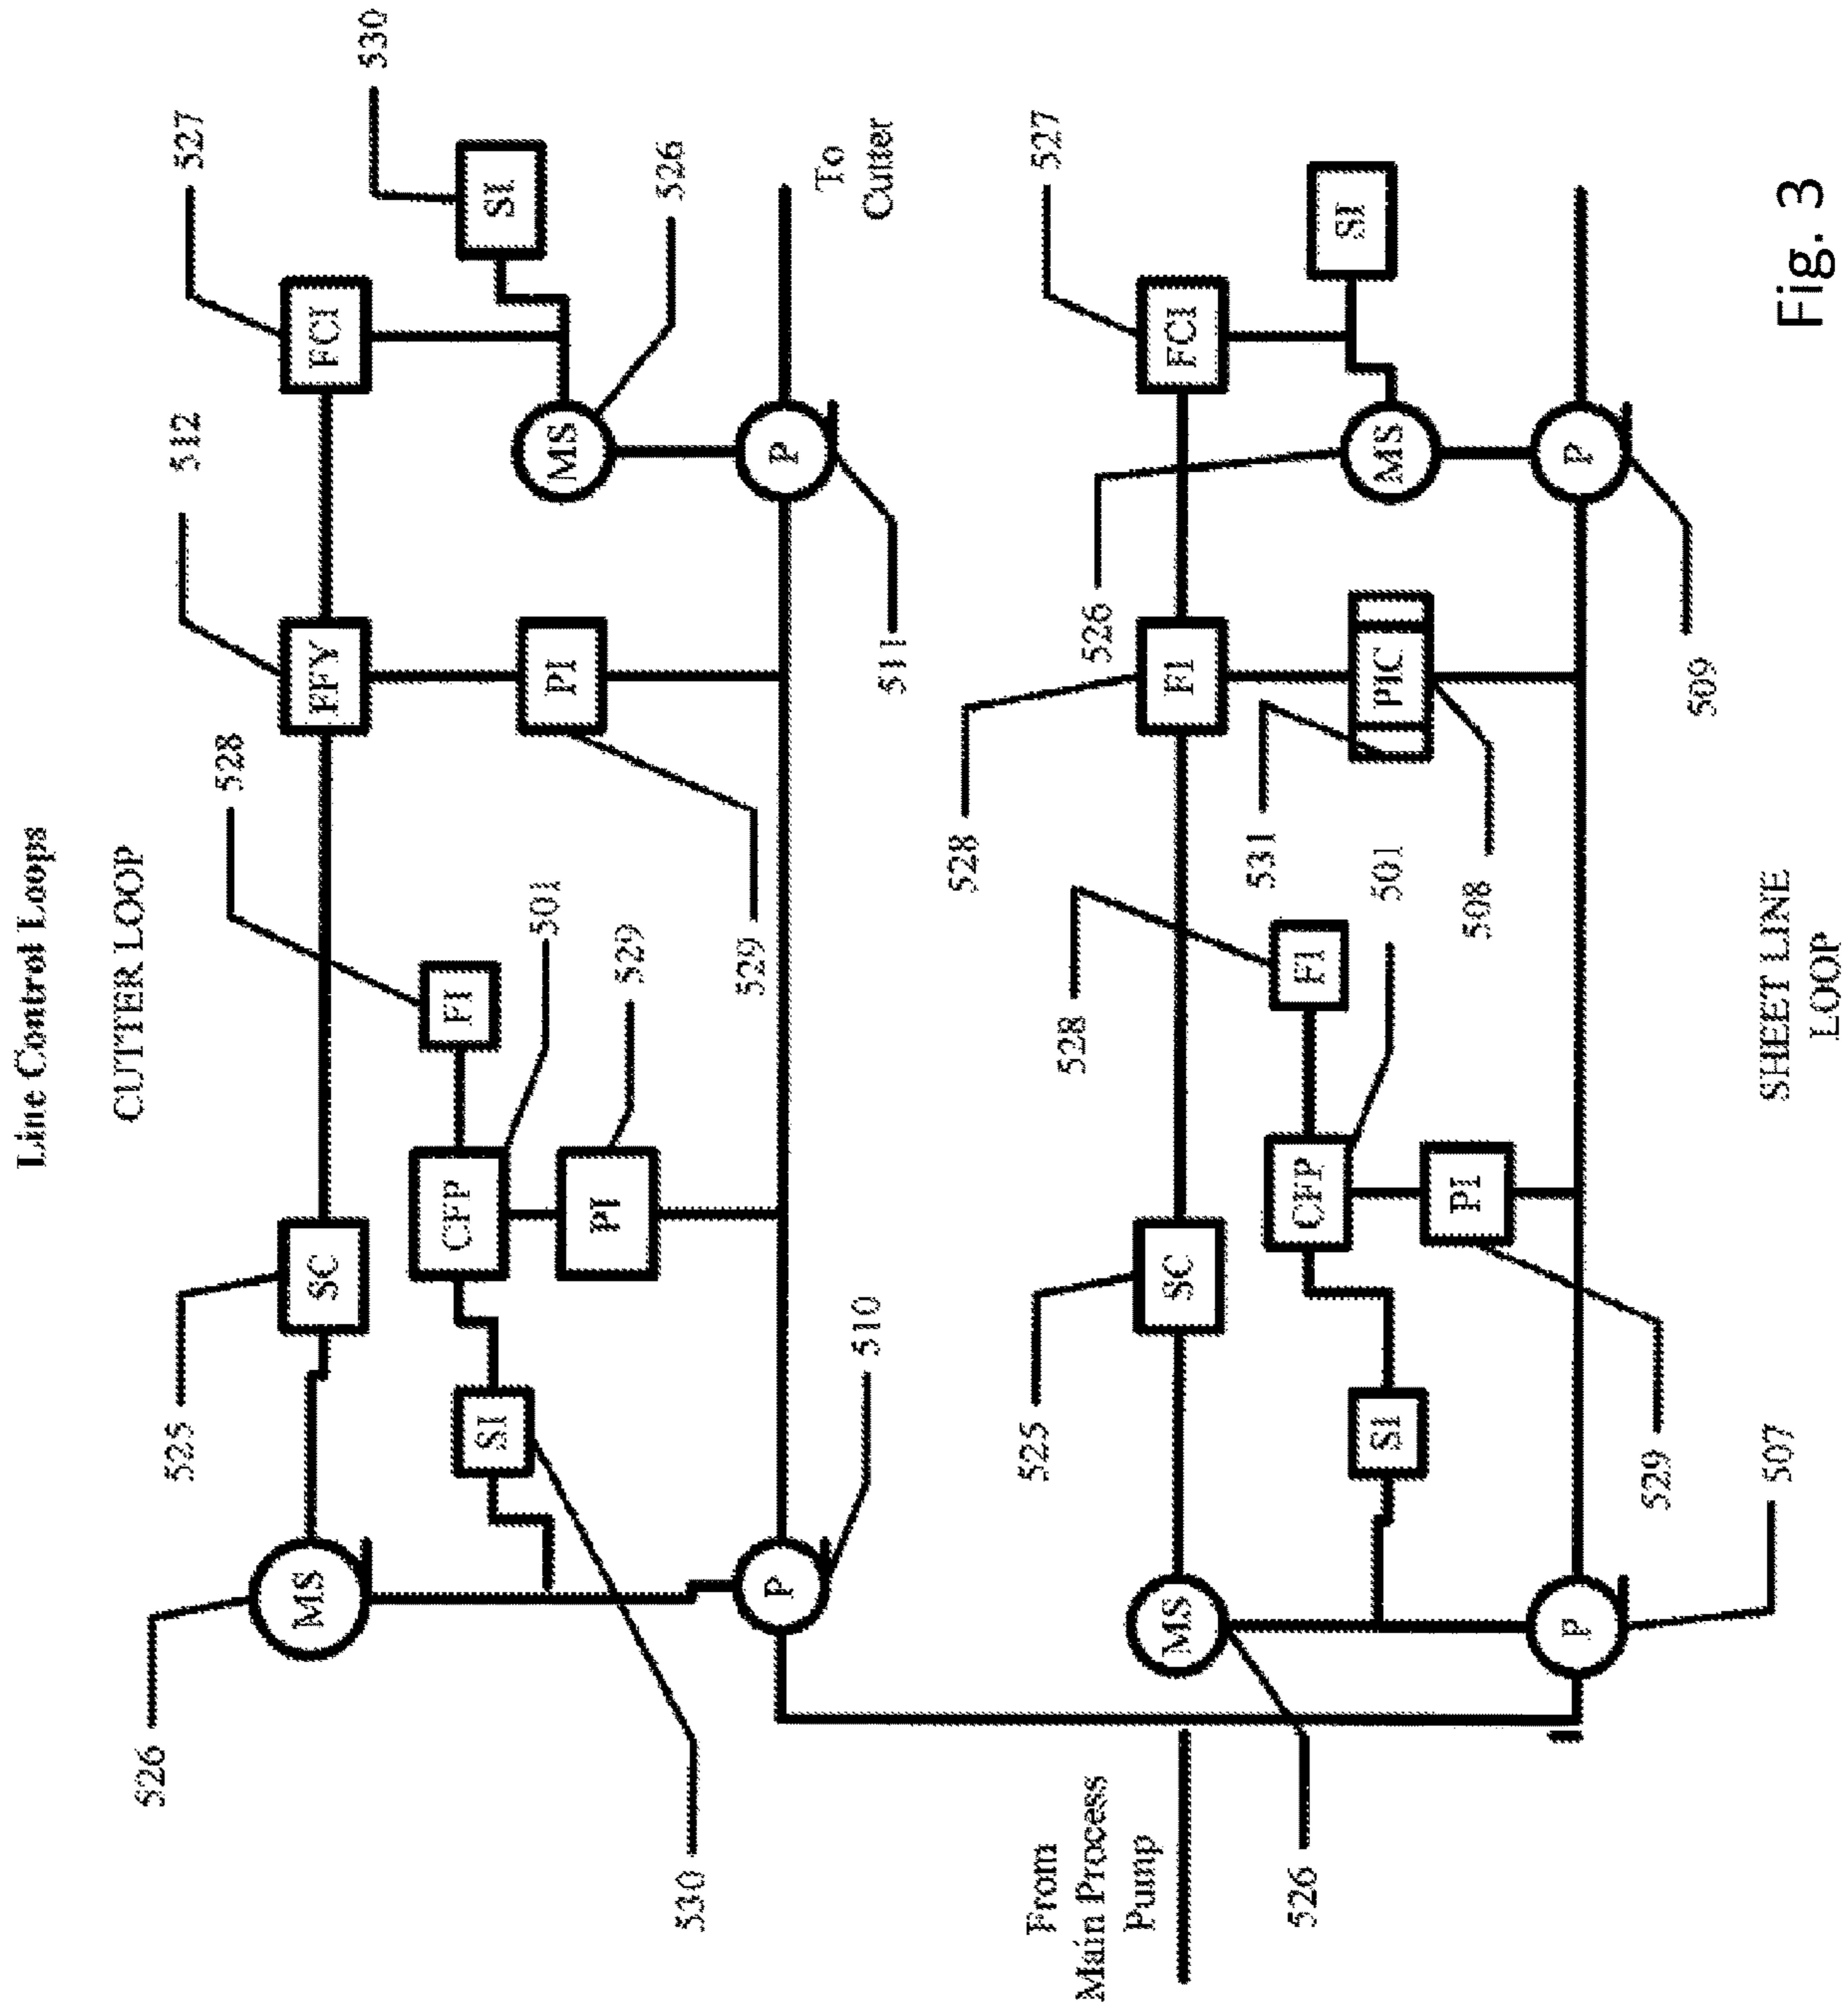 Line Control Loops
CUTTER LOOP
526
525
512
527
528
530
MS
SC
FFY
FCI
CFP
FI
SI
SI
501
MS
PI
529
PI
526
530
529
P
P
To
Cutter
510
511
528
525
528
527
From
Main Process
Pump
526
MS
SC
FI
FCI
531
526
CFP
FI
501
SI
PIC
MS
SI
PI
508
P
P
529
509
507
SHEET LINE
LOOP
Fig. 3